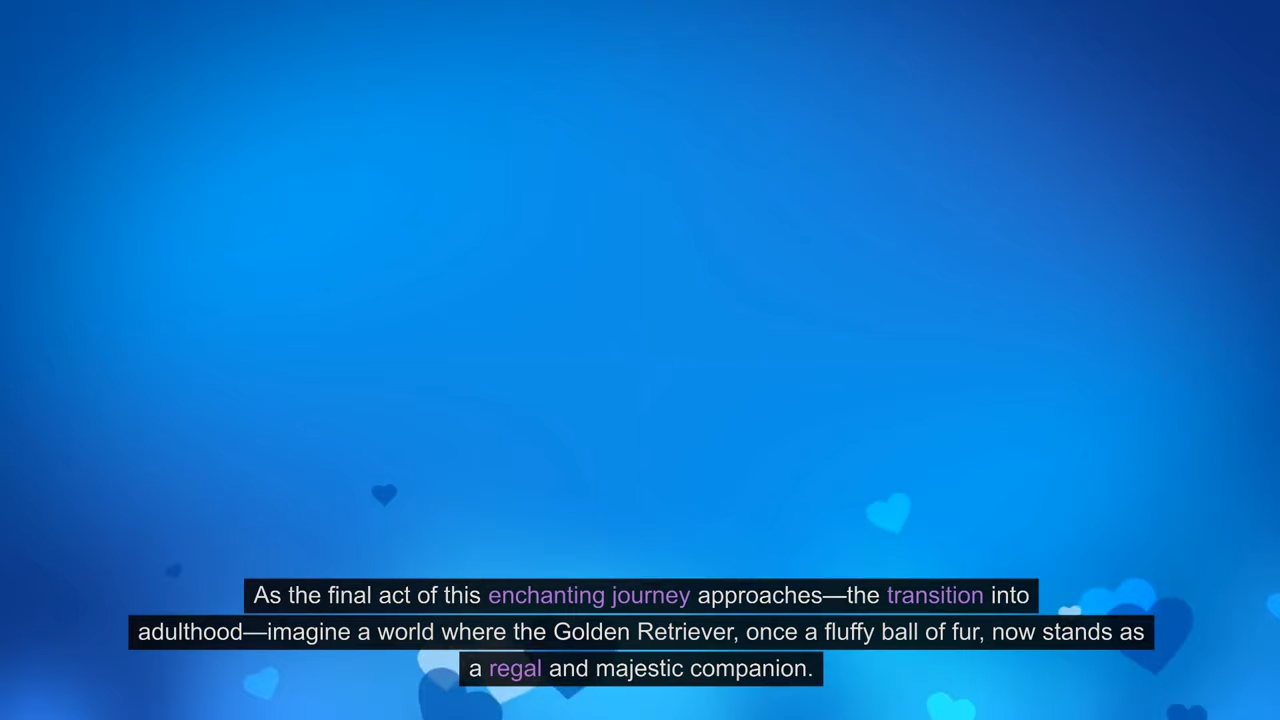 As the final act of this enchanting journey approaches—the transition into
adulthood—imagine a world where the Golden Retriever, once a fluffy ball of fur, now stands as
a regal and majestic companion.